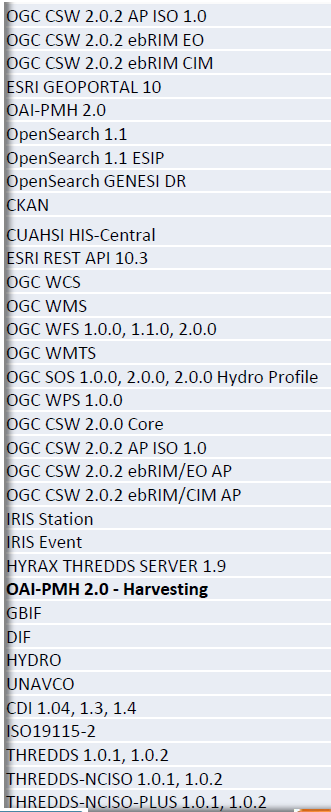 OGC CSW 2.0.2 AP ISO 1.0
OGC CSW 2.0.2 ebRIM EO
OGC CSW 2.0.2 ebRIM CIM
ESRI GEOPORTAL 10
OAI-PMH 2.0
OpenSearch 1.1
OpenSearch 1.1 ESIP
OpenSearch GENESI DR
CKAN
CUAHSI HIS-Central
ESRI REST API 10.3
OGC WCS
OGC WMS
OGC WFS 1.0.0, 1.1.0, 2.0.0
OGC WMTS
OGC SOS 1.0.0, 2.0.0, 2.0.0 Hydro Profile
OGC WPS 1.0.0
OGC CSW 2.0.0 Core
OGC CSW 2.0.2 AP ISO 1.0
OGC CSW 2.0.2 ebRIM/EO AP
OGC CSW 2.0.2 ebRIM/CIM AP
IRIS Station
IRIS Event
HYRAX THREDDS SERVER 1.9
OAI-PMH 2.0 - Harvesting
GBIF
DIF
HYDRO
UNAVCO
CDI 1.04, 1.3, 1.4
ISO19115-2
THREDDS 1.0.1, 1.0.2
THREDDS-NCISO 1.0.1, 1.0.2
THREDDS-NCISO-PLUS 1.0.1, 1.0.2